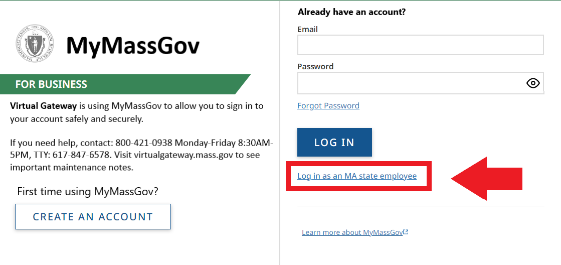 MyMassGov
FOR BUSINESS
Virtual Gateway is using MyMassGov to allow you to sign in to
your account safely and securely.
If you need help, contact: 800-421-0938 Monday-Friday 8:30AM-
5PM, TTY: 617-847-6578. Visit virtualgateway.mass.gov to see
important maintenance notes.
First time using MyMassGov?
CREATE AN ACCOUNT
Already have an account?
Email
Password
Forgot Password
LOG IN
Log in as an MA state employee
Learn more about MyMassGov